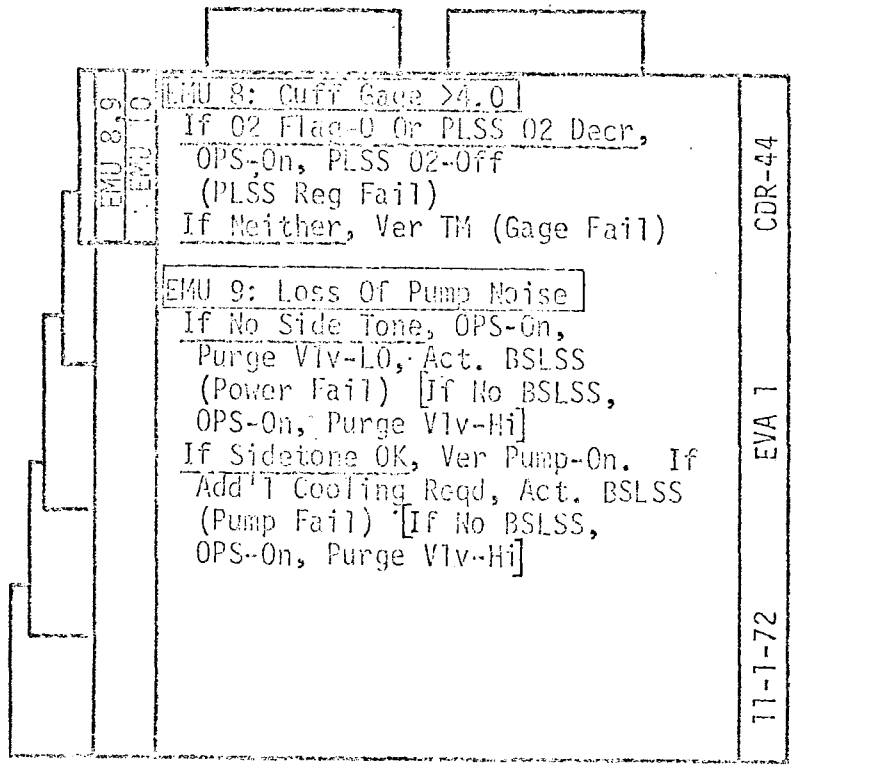 EMU 8,9
EMU 10
EMU 8: Cuff Gage >4.0
If O2 Flag-O Or PLSS O2 Decr,
OPS-On, PLSS O2-Off
(PLSS Reg Fail)
If Neither, Ver TM (Gage Fail)
EMU 9: Loss Of Pump Noise
If No Side Tone, OPS-On,
Purge Vlv-LO, Act. BSLSS
(Power Fail) [If No BSLSS,
OPS-On, Purge Vlv-Hi]
If Sidetone OK, Ver Pump-On. If
Add'l Cooling Reqd, Act. BSLSS
(Pump Fail) [If No BSLSS,
OPS-On, Purge Vlv-Hi]
CDR-44
EVA 1
11-1-72